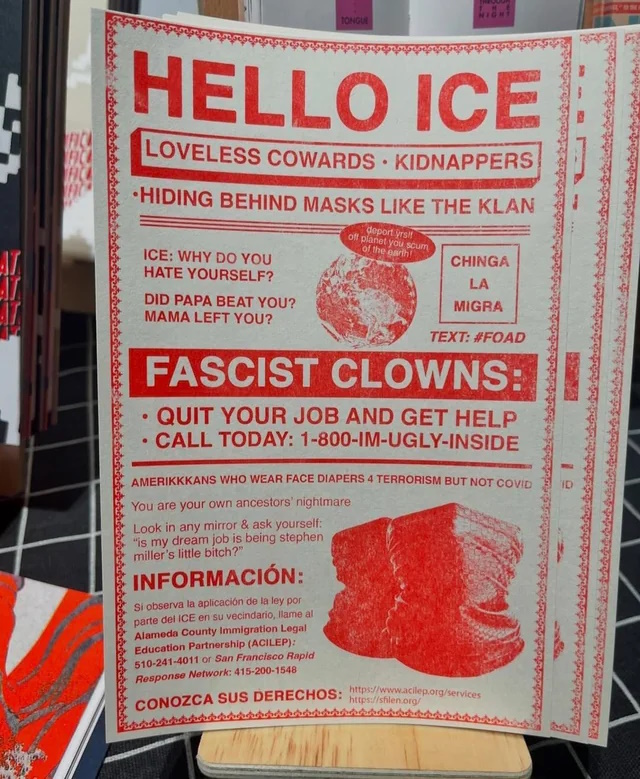 TONGUE
THROUGH
THE
NIGHT
HELLO ICE
LOVELESS COWARDS • KIDNAPPERS
•HIDING BEHIND MASKS LIKE THE KLAN
ICE: WHY DO YOU
HATE YOURSELF?
DID PAPA BEAT YOU?
MAMA LEFT YOU?
deport yrslf
off planet you scum
of the earth!
CHINGA
LA
MIGRA
TEXT: #FOAD
FASCIST CLOWNS:
• QUIT YOUR JOB AND GET HELP
• CALL TODAY: 1-800-IM-UGLY-INSIDE
AMERIKKKANS WHO WEAR FACE DIAPERS 4 TERRORISM BUT NOT COVID
You are your own ancestors' nightmare
Look in any mirror & ask yourself:
"is my dream job is being stephen
miller's little bitch?"
INFORMACIÓN:
Si observa la aplicación de la ley por
parte del ICE en su vecindario, llame al
Alameda County Immigration Legal
Education Partnership (ACILEP):
510-241-4011 or San Francisco Rapid
Response Network: 415-200-1548
CONOZCA SUS DERECHOS:
https://www.acilep.org/services
https://sfilen.org/